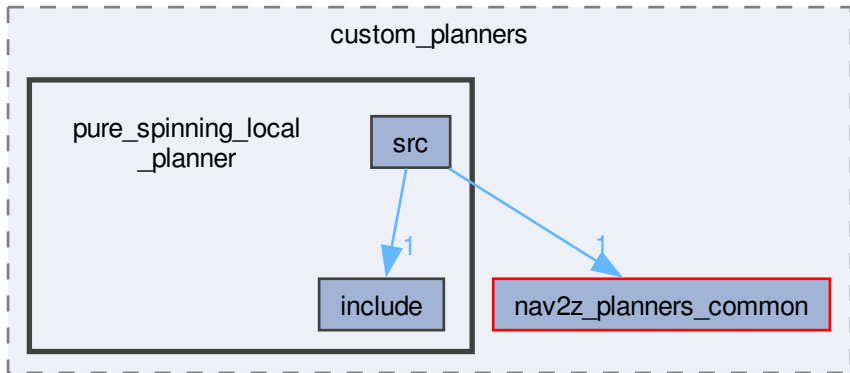 custom_planners
pure_spinning_local
_planner
src
1
1
include
nav2z_planners_common